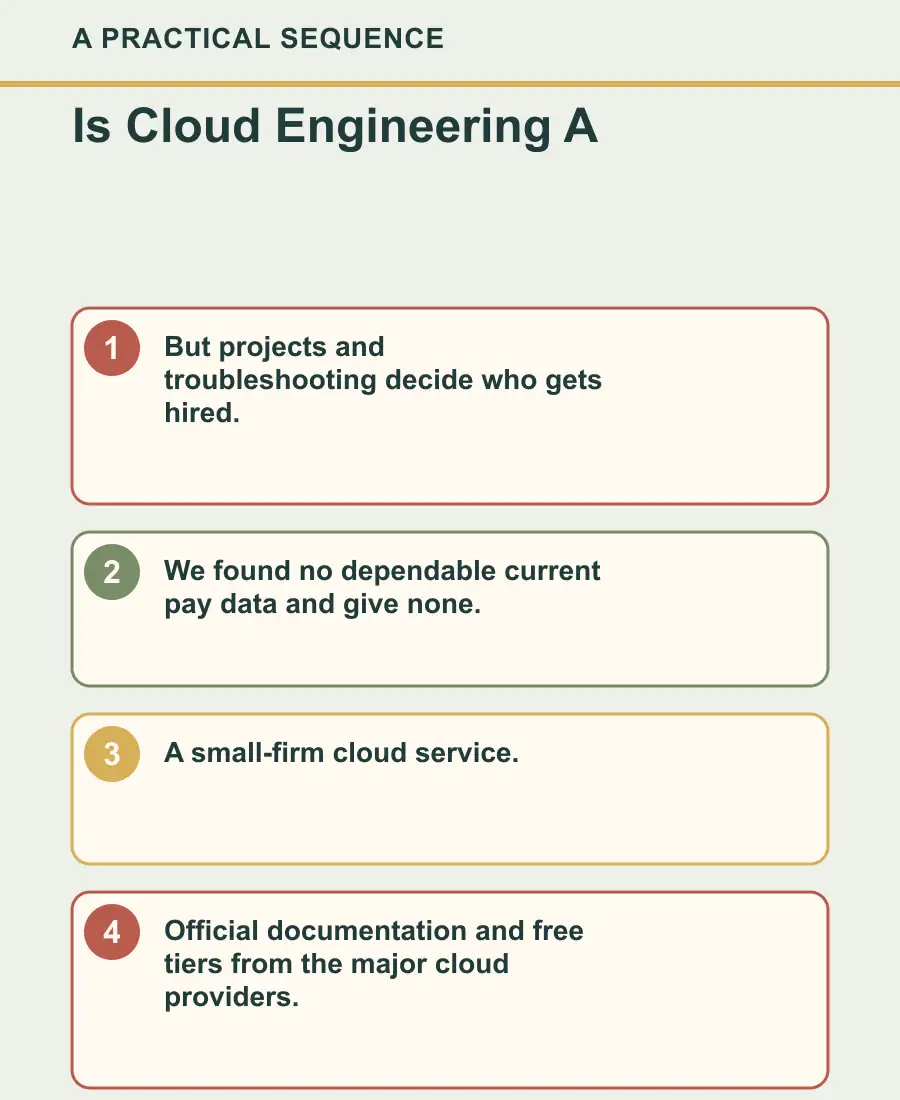 A PRACTICAL SEQUENCE
Is Cloud Engineering A
1
But projects and
troubleshooting decide who gets
hired.
2
We found no dependable current
pay data and give none.
3
A small-firm cloud service.
4
Official documentation and free
tiers from the major cloud
providers.